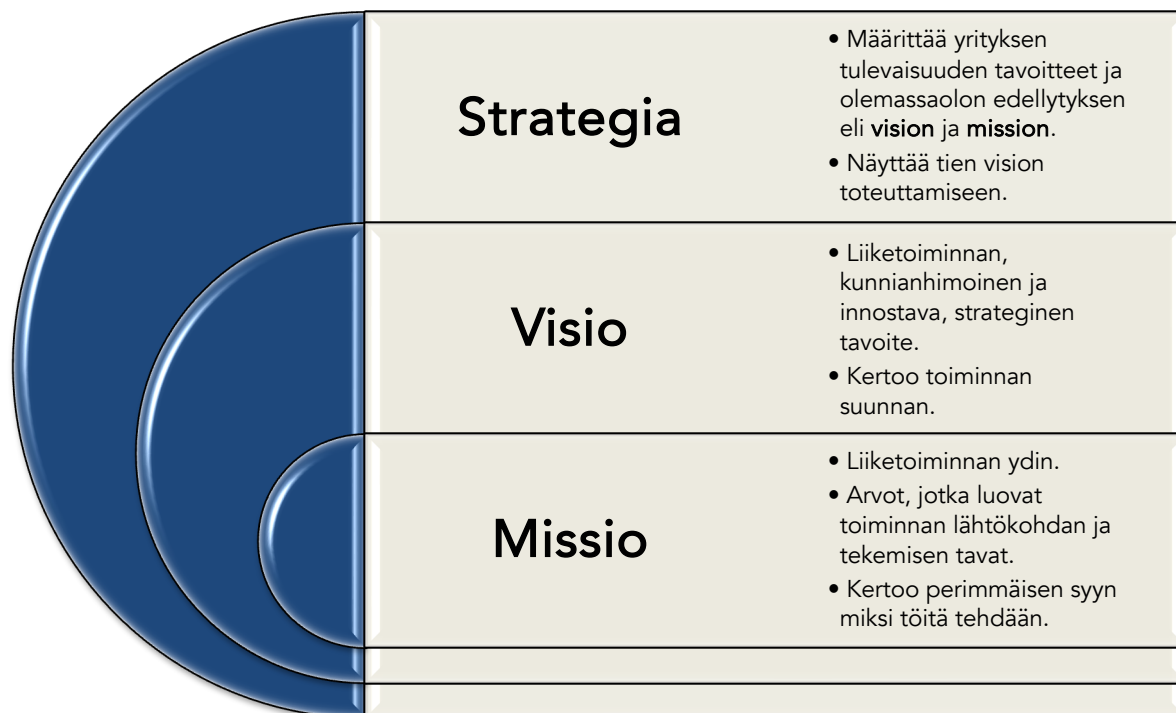 Strategia
• Määrittää yrityksen
tulevaisuuden tavoitteet ja
olemassaolon edellytyksen
eli vision ja mission.
• Näyttää tien vision
toteuttamiseen.
Visio
• Liiketoiminnan,
kunnianhimoinen ja
innostava, strateginen
tavoite.
• Kertoo toiminnan
suunnan.
Missio
• Liiketoiminnan ydin.
• Arvot, jotka luovat
toiminnan lähtökohdan ja
tekemisen tavat.
• Kertoo perimmäisen syyn
miksi töitä tehdään.